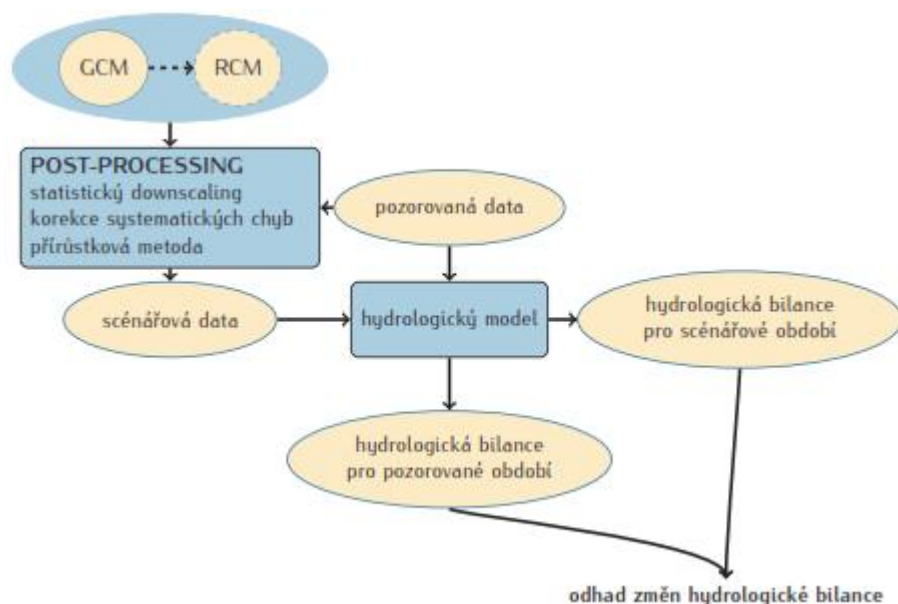 GCM
RCM
POST-PROCESSING
statistický downscaling
korekce systematických chyb
přírůstková metoda
pozorovaná data
scénářová data
hydrologický model
hydrologická bilance
pro scénářové období
hydrologická bilance
pro pozorované období
odhad změn hydrologické bilance